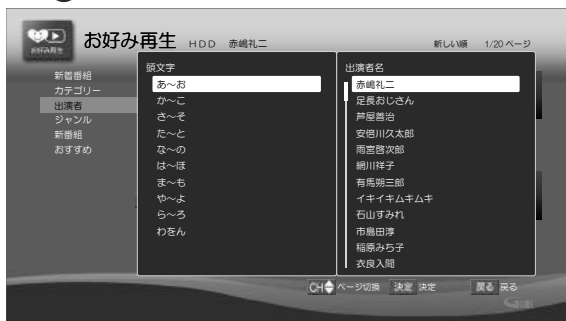 お好み再生 HDD 赤嶋礼二 新しい順 1/20 ページ
お好み再生
新着番組
カテゴリー
出演者
ジャンル
新番組
おすすめ
頭文字
あ～お
か～こ
さ～そ
た～と
な～の
は～ほ
ま～も
や～よ
ら～ろ
わをん
出演者名
赤嶋礼二
足長おじさん
芦屋善治
安倍川久太郎
雨宮啓次郎
網川祥子
有馬朔三郎
イキイキムキムキ
石山すみれ
市島田淳
稲原みち子
衣良入間
CH ページ切換 決定 決定 戻る 戻る